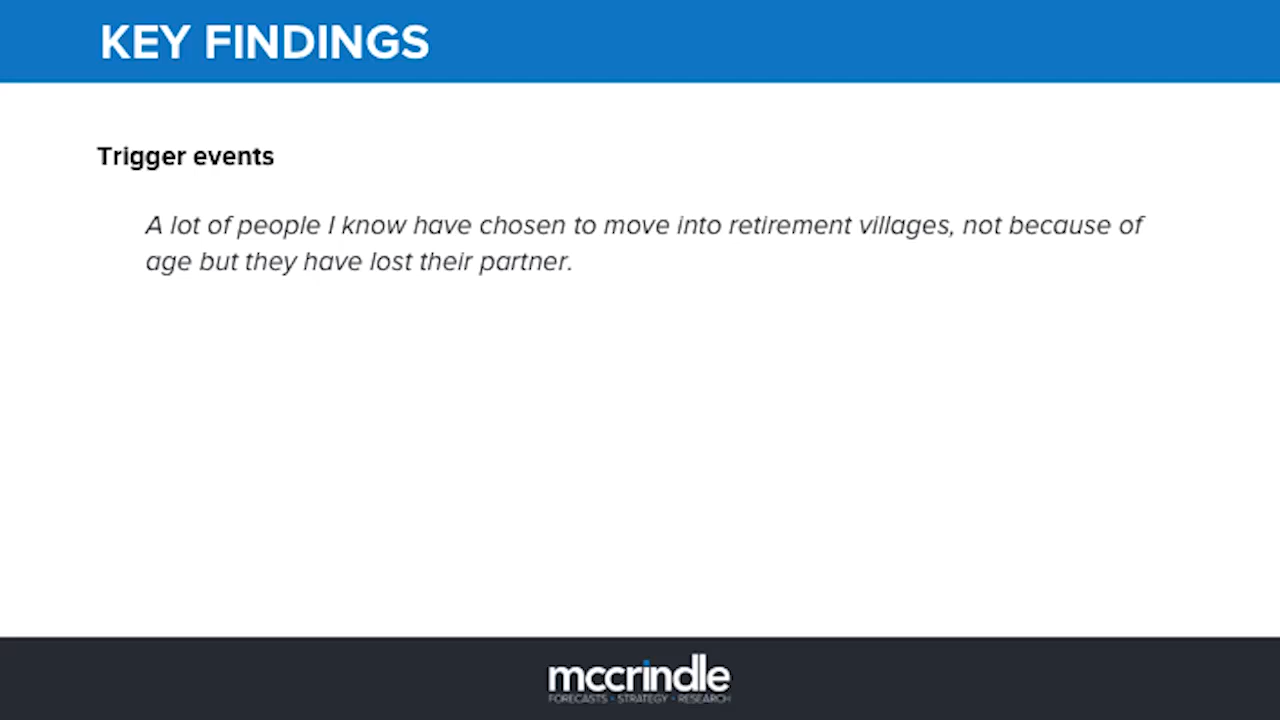 KEY FINDINGS
Trigger events
A lot of people I know have chosen to move into retirement villages, not because of
age but they have lost their partner.
mccrindle
FORECASTS • STRATEGY • RESEARCH